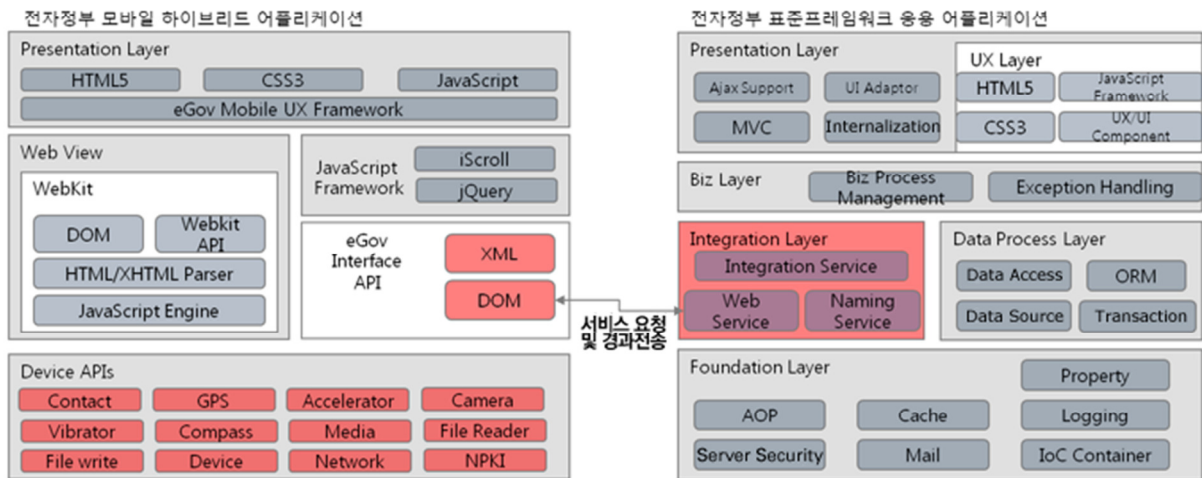 전자정부 모바일 하이브리드 어플리케이션
Presentation Layer
HTML5
CSS3
JavaScript
eGov Mobile UX Framework
Web View
WebKit
DOM
Webkit
API
HTML/XHTML Parser
JavaScript Engine
JavaScript
Framework
iScroll
jQuery
eGov
Interface
API
XML
DOM
서비스 요청
및 경과전송
Device APIs
Contact
GPS
Accelerator
Camera
Vibrator
Compass
Media
File Reader
File write
Device
Network
NPKI
전자정부 표준프레임워크 응용 어플리케이션
Presentation Layer
Ajax Support
UI Adaptor
MVC
Internalization
UX Layer
HTML5
JavaScript
Framework
CSS3
UX/UI
Component
Biz Layer
Biz Process
Management
Exception Handling
Integration Layer
Integration Service
Web
Service
Naming
Service
Data Process Layer
Data Access
ORM
Data Source
Transaction
Foundation Layer
Property
AOP
Cache
Logging
Server Security
Mail
IoC Container